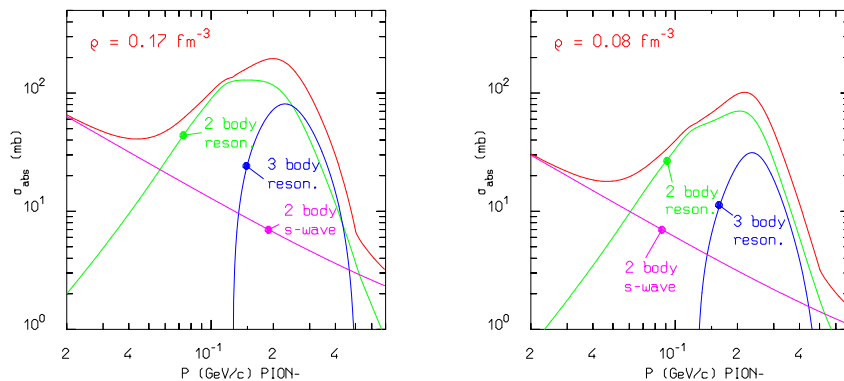 ρ = 0.17 fm⁻³
10²
10¹
10⁰
σabs (mb)
2 body
reson.
3 body
reson.
2 body
s-wave
2 4 10⁻¹ 2 4
P (GeV/c) PION-
ρ = 0.08 fm⁻³
10²
10¹
10⁰
σabs (mb)
2 body
reson.
3 body
reson.
2 body
s-wave
2 4 10⁻¹ 2 4
P (GeV/c) PION-